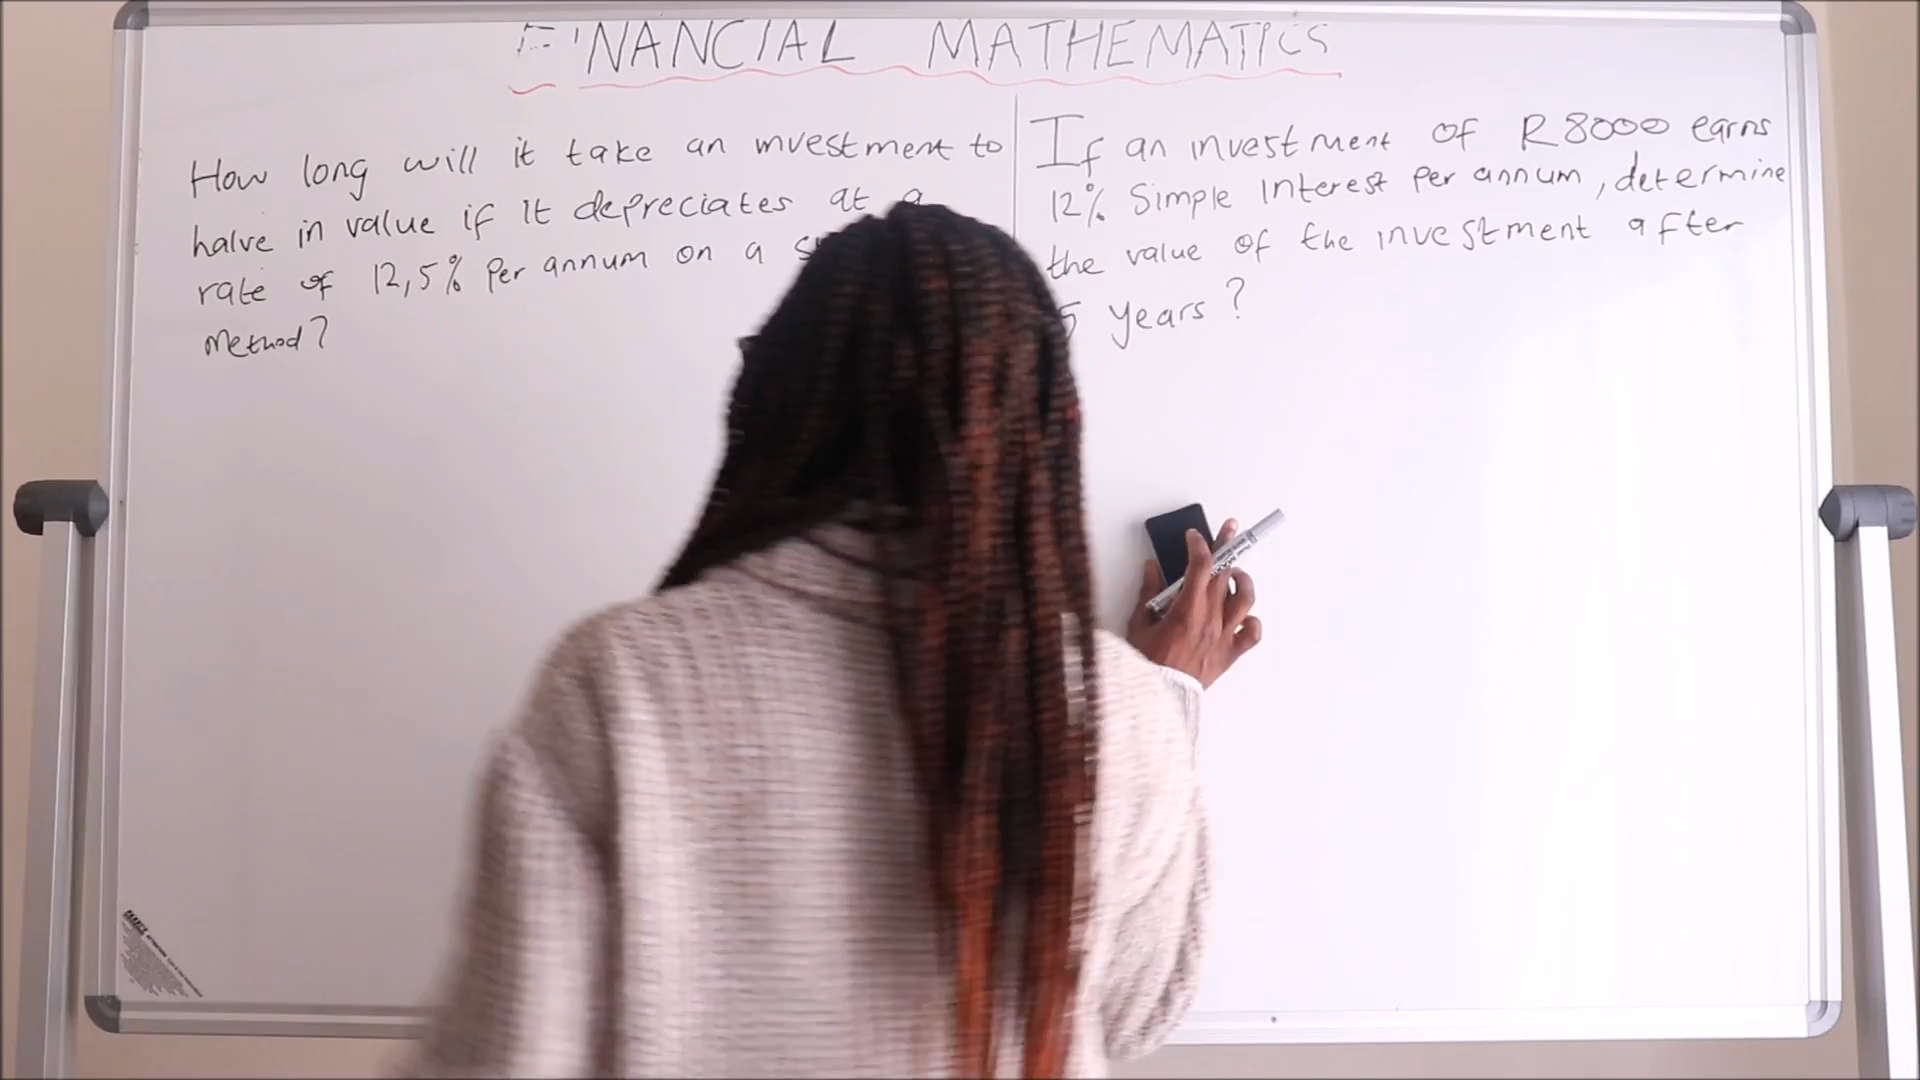 FINANCIAL MATHEMATICS
How long will it take an investment to
halve in value if it depreciates at a
rate of 12,5% Per annum on a
Method?
If an investment of R8000 earns
12% Simple Interest Per annum, determine
the value of the investment after
5 years?